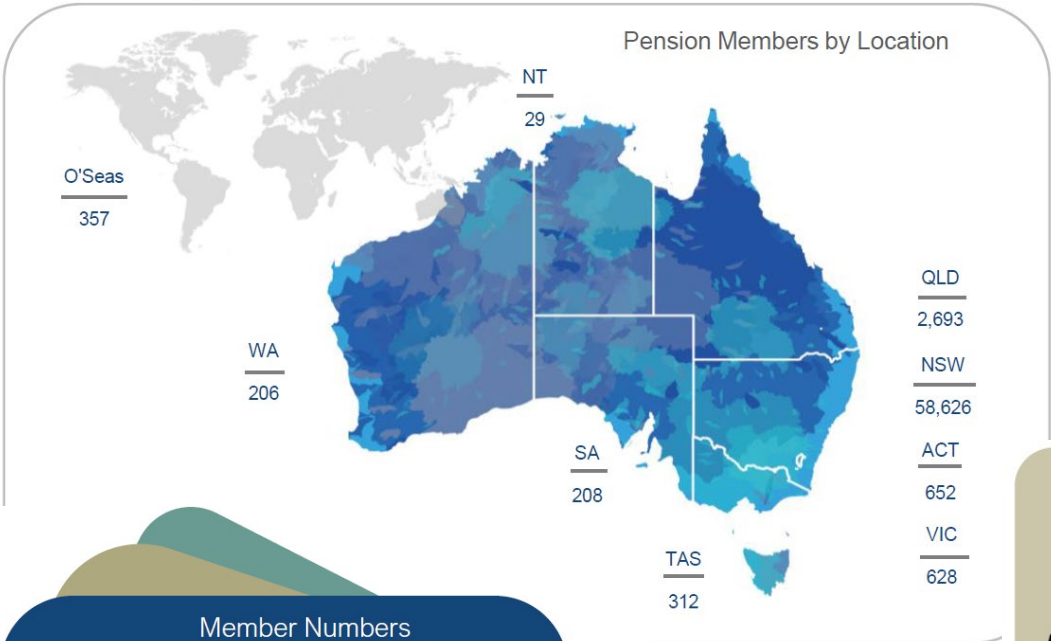 Pension Members by Location
NT
29
O'Seas
357
QLD
2,693
WA
206
NSW
58,626
SA
208
ACT
652
VIC
628
TAS
312
Member Numbers